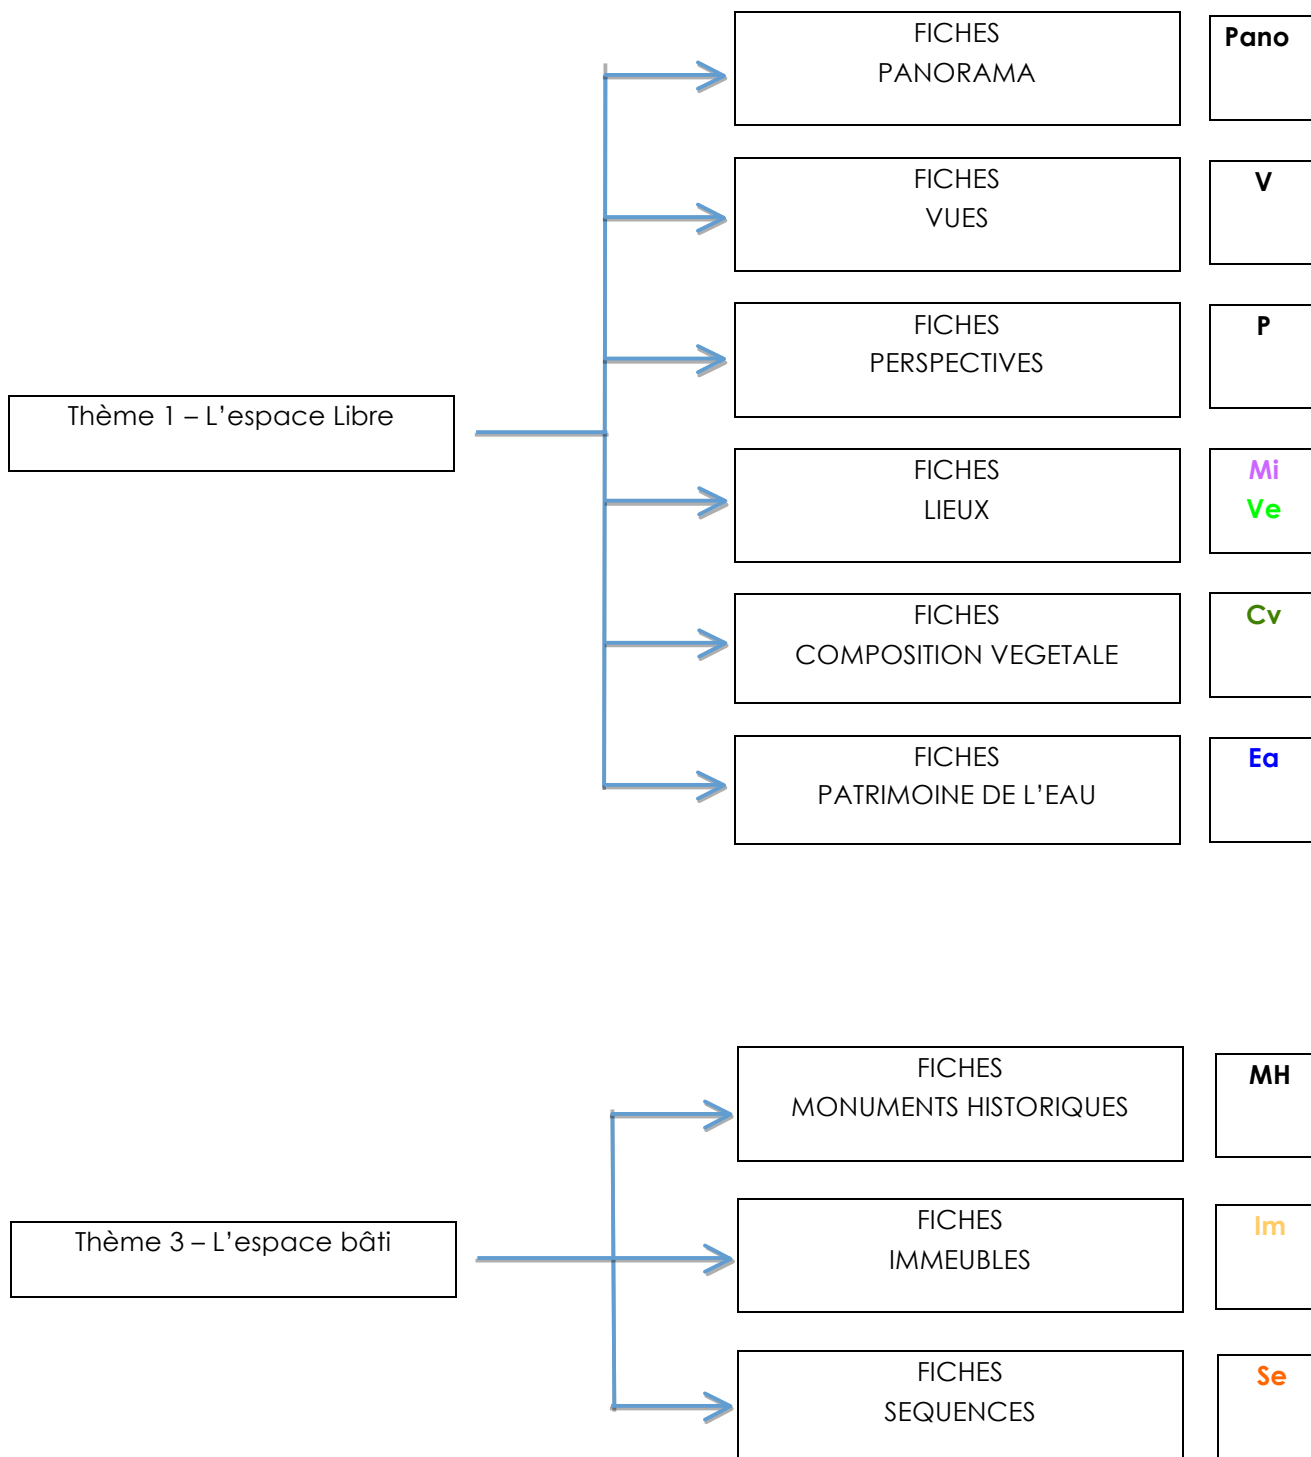 FICHES
PANORAMA
Pano
FICHES
VUES
V
FICHES
PERSPECTIVES
P
Thème 1 – L’espace Libre
FICHES
LIEUX
Mi
Ve
FICHES
COMPOSITION VEGETALE
Cv
FICHES
PATRIMOINE DE L’EAU
Ea
FICHES
MONUMENTS HISTORIQUES
MH
Thème 3 – L’espace bâti
FICHES
IMMEUBLES
Im
FICHES
SEQUENCES
Se